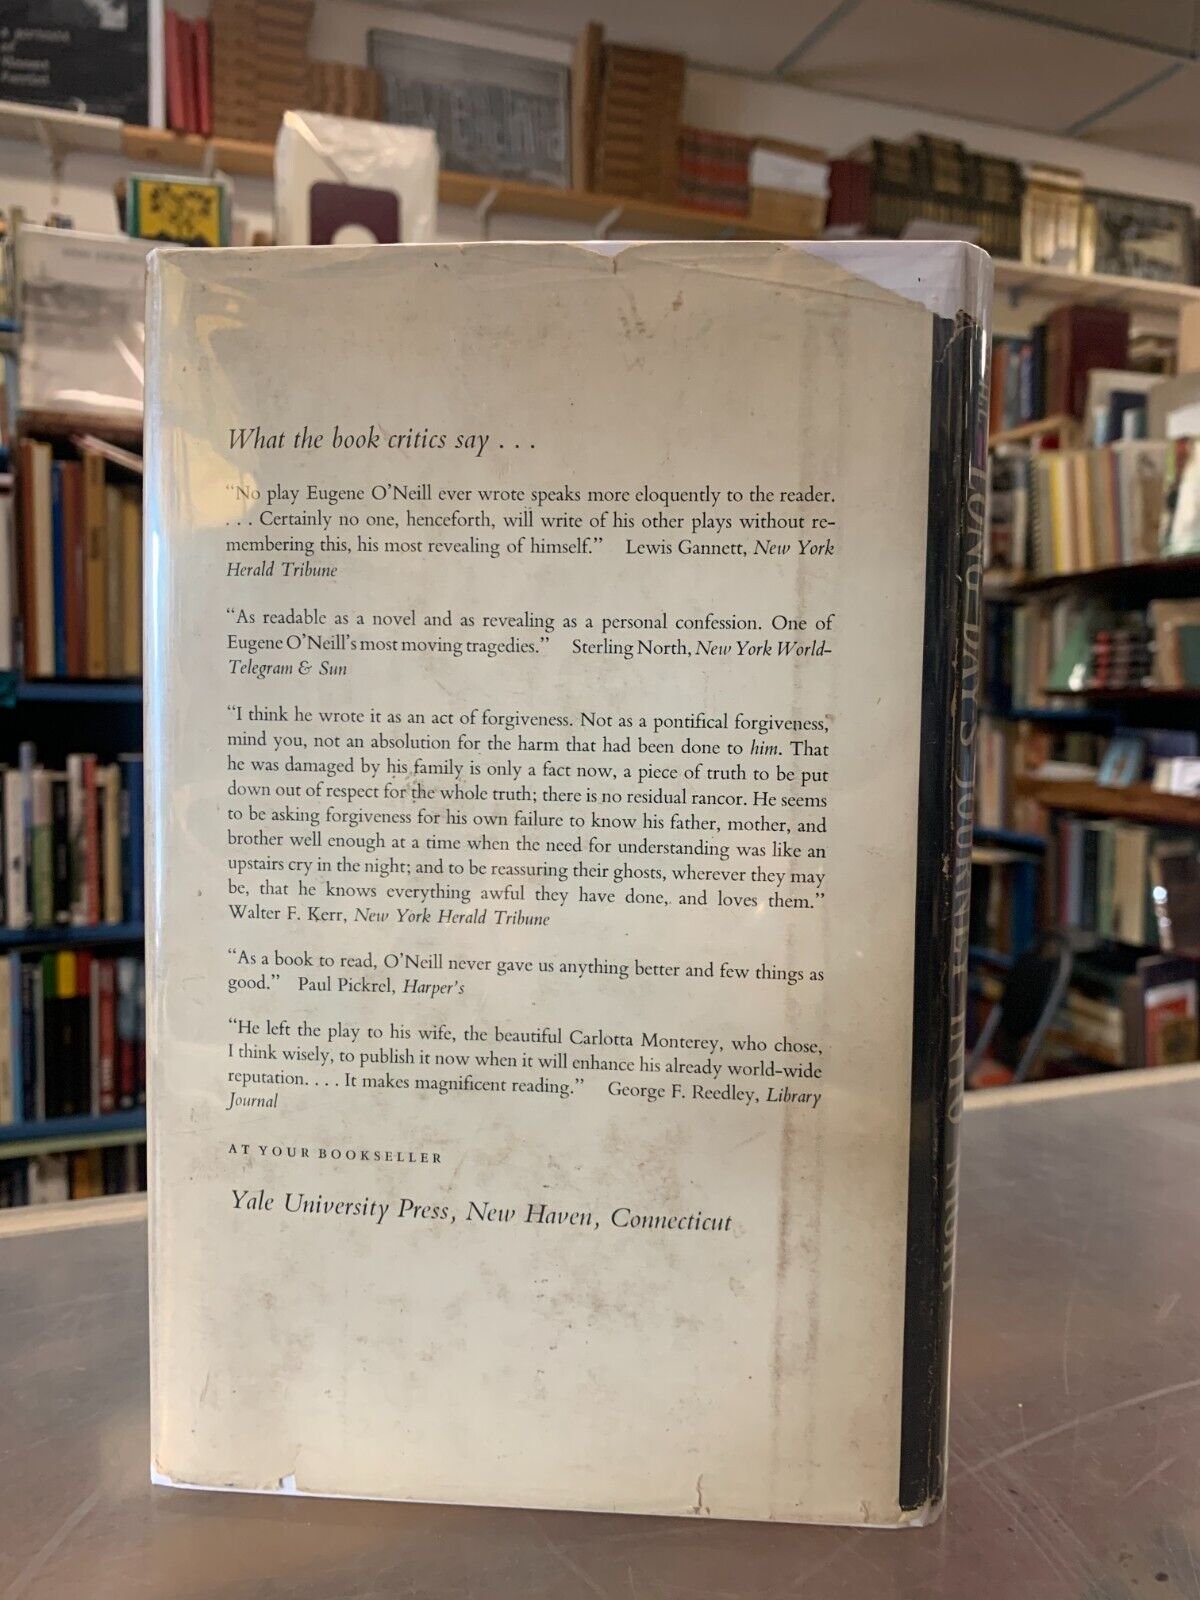 What the book critics say . . .
“No play Eugene O’Neill ever wrote speaks more eloquently to the reader.
. . . Certainly no one, henceforth, will write of his other plays without re-
membering this, his most revealing of himself.” Lewis Gannett, New York
Herald Tribune
“As readable as a novel and as revealing as a personal confession. One of
Eugene O’Neill’s most moving tragedies.” Sterling North, New York World-
Telegram & Sun
“I think he wrote it as an act of forgiveness. Not as a pontifical forgiveness,
mind you, not an absolution for the harm that had been done to him. That
he was damaged by his family is only a fact now, a piece of truth to be put
down out of respect for the whole truth; there is no residual rancor. He seems
to be asking forgiveness for his own failure to know his father, mother, and
brother well enough at a time when the need for understanding was like an
upstairs cry in the night; and to be reassuring their ghosts, wherever they may
be, that he knows everything awful they have done, and loves them.”
Walter F. Kerr, New York Herald Tribune
“As a book to read, O’Neill never gave us anything better and few things as
good.” Paul Pickrel, Harper’s
“He left the play to his wife, the beautiful Carlotta Monterey, who chose,
I think wisely, to publish it now when it will enhance his already world-wide
reputation. . . . It makes magnificent reading.” George F. Reedley, Library
Journal
AT YOUR BOOKSELLER
Yale University Press, New Haven, Connecticut
LONG DAY’S JOURNEY INTO NIGHT